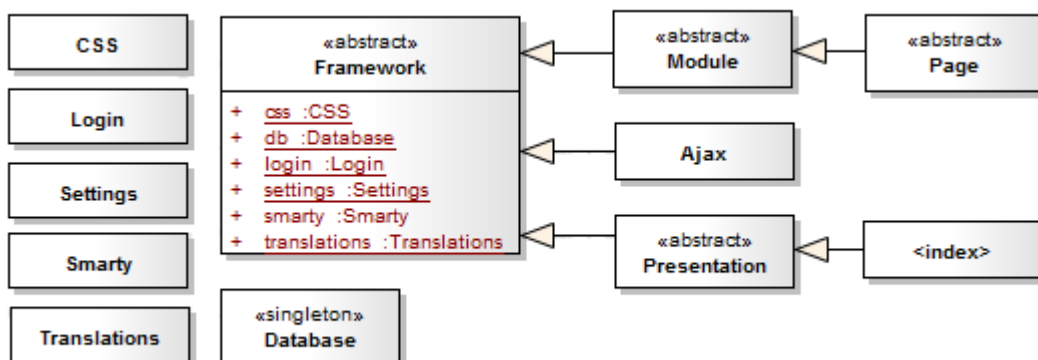 CSS
Login
Settings
Smarty
Translations
«abstract»
Framework
+ css :CSS
+ db :Database
+ login :Login
+ settings :Settings
+ smarty :Smarty
+ translations :Translations
«singleton»
Database
«abstract»
Module
«abstract»
Page
Ajax
«abstract»
Presentation
<index>